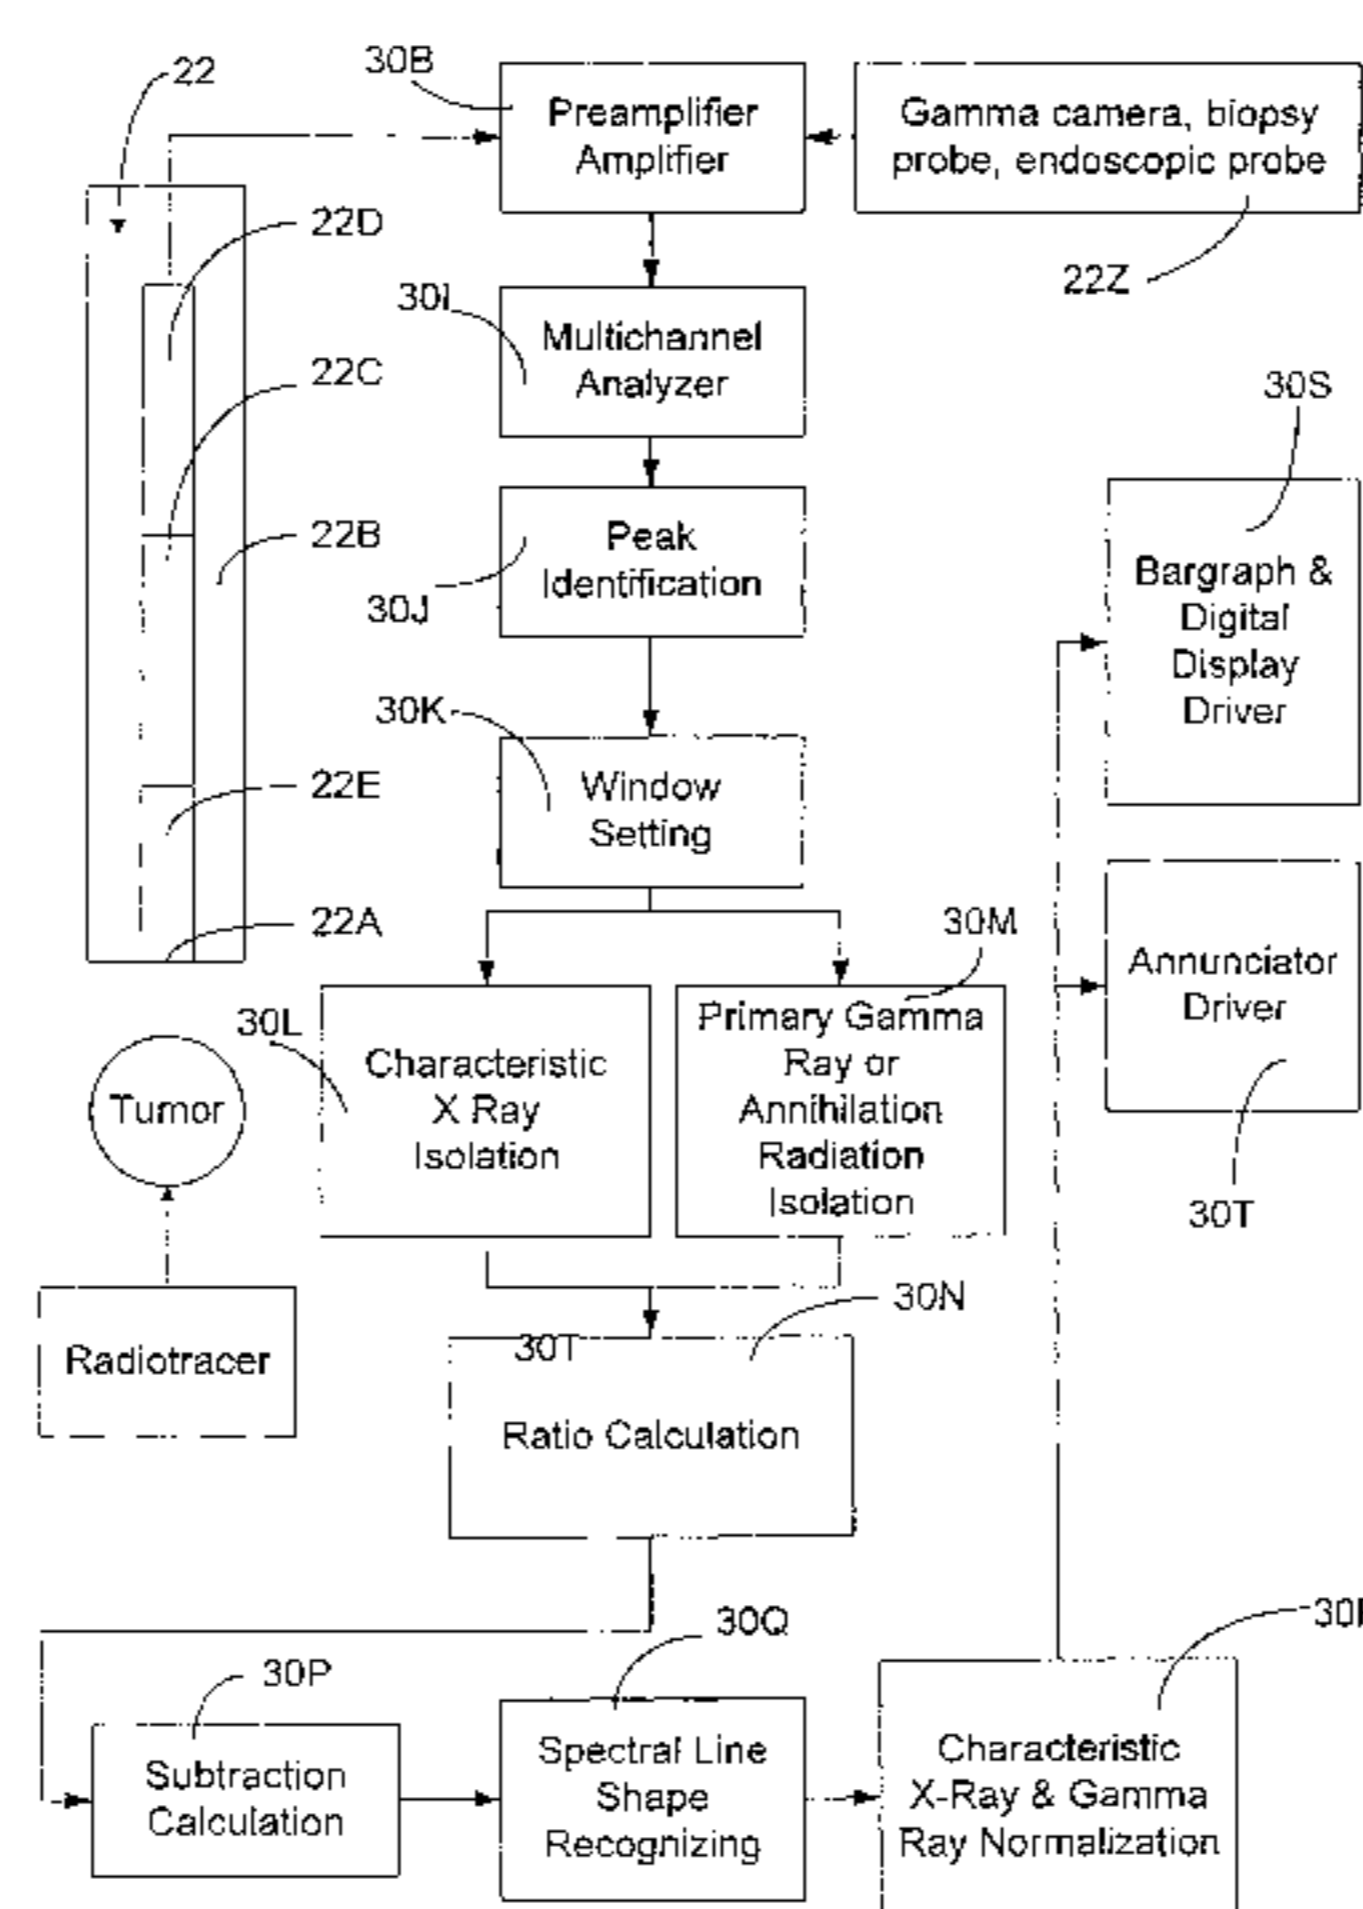 22
30B
Preamplifier
Amplifier
Gamma camera, biopsy
probe, endoscopic probe
22Z
22D
30I
Multichannel
Analyzer
22C
30S
22B
30J
Peak
Identification
Bargraph &
Digital
Display
Driver
30K
Window
Setting
22E
22A
30M
Annunciator
Driver
30L
Characteristic
X Ray
Isolation
Primary Gamma
Ray or
Annihilation
Radiation
Isolation
Tumor
30T
Radiotracer
30N
30T
Ratio Calculation
30Q
30P
Subtraction
Calculation
Spectral Line
Shape
Recognizing
Characteristic
X-Ray & Gamma
Ray Normalization